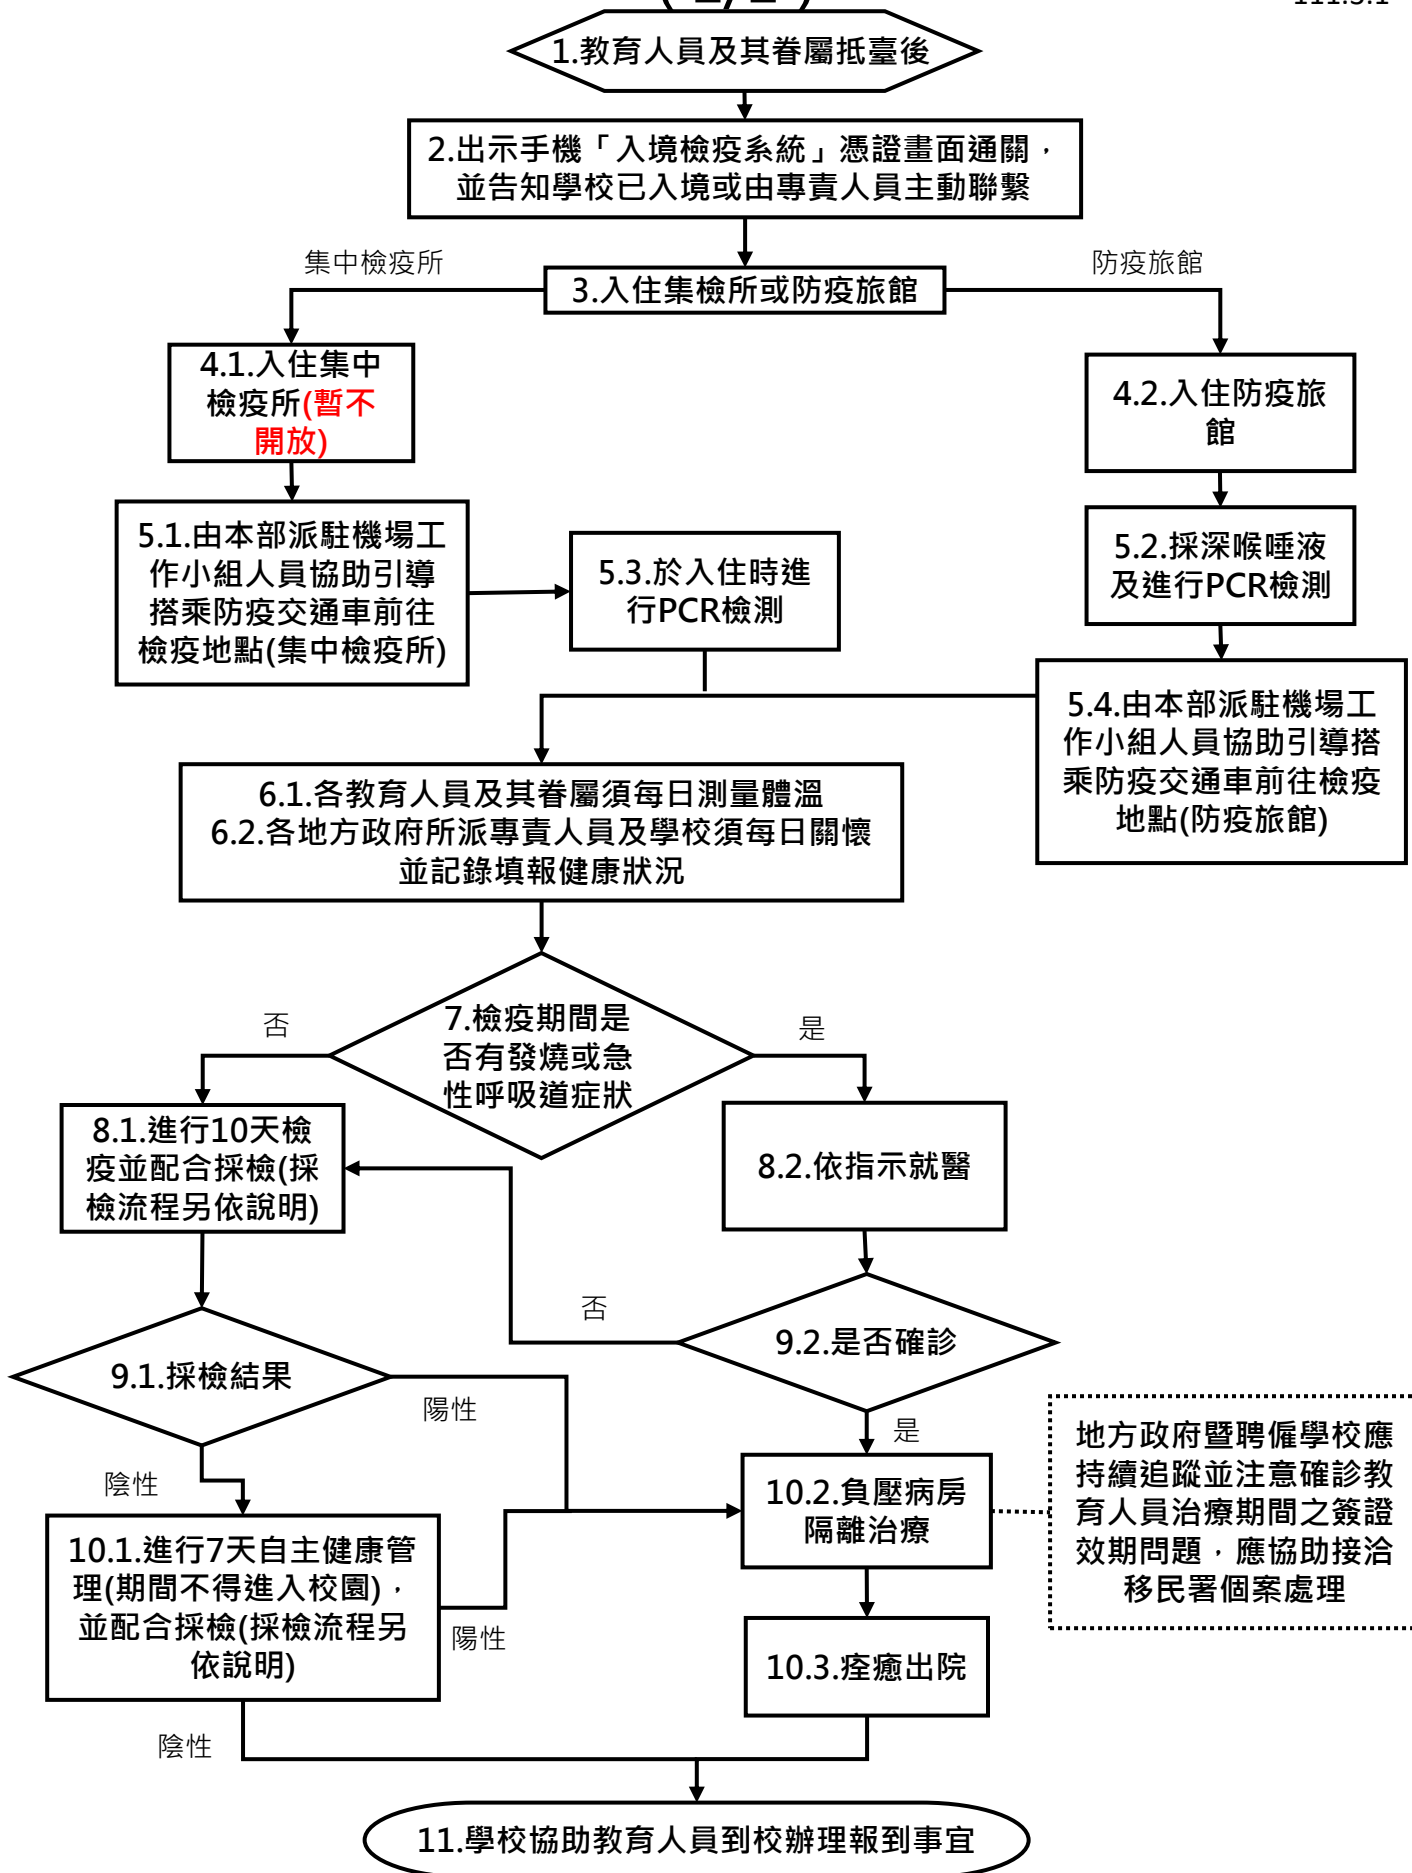 111.3.1
1.教育人員及其眷屬抵臺後
2.出示手機「入境檢疫系統」憑證畫面通關，
並告知學校已入境或由專責人員主動聯繫
集中檢疫所
防疫旅館
3.入住集檢所或防疫旅館
4.1.入住集中
檢疫所(暫不
開放)
4.2.入住防疫旅
館
5.1.由本部派駐機場工
作小組人員協助引導
搭乘防疫交通車前往
檢疫地點(集中檢疫所)
5.3.於入住時進
行PCR檢測
5.2.採深喉唾液
及進行PCR檢測
5.4.由本部派駐機場工
作小組人員協助引導搭
乘防疫交通車前往檢疫
地點(防疫旅館)
6.1.各教育人員及其眷屬須每日測量體溫
6.2.各地方政府所派專責人員及學校須每日關懷
並記錄填報健康狀況
7.檢疫期間是
否有發燒或急
性呼吸道症狀
否
是
8.1.進行10天檢
疫並配合採檢(採
檢流程另依說明)
8.2.依指示就醫
否
9.2.是否確診
9.1.採檢結果
陽性
是
陰性
10.2.負壓病房
隔離治療
地方政府暨聘僱學校應
持續追蹤並注意確診教
育人員治療期間之簽證
效期問題，應協助接洽
移民署個案處理
10.1.進行7天自主健康管
理(期間不得進入校園)，
並配合採檢(採檢流程另
依說明)
陽性
10.3.痊癒出院
陰性
11.學校協助教育人員到校辦理報到事宜